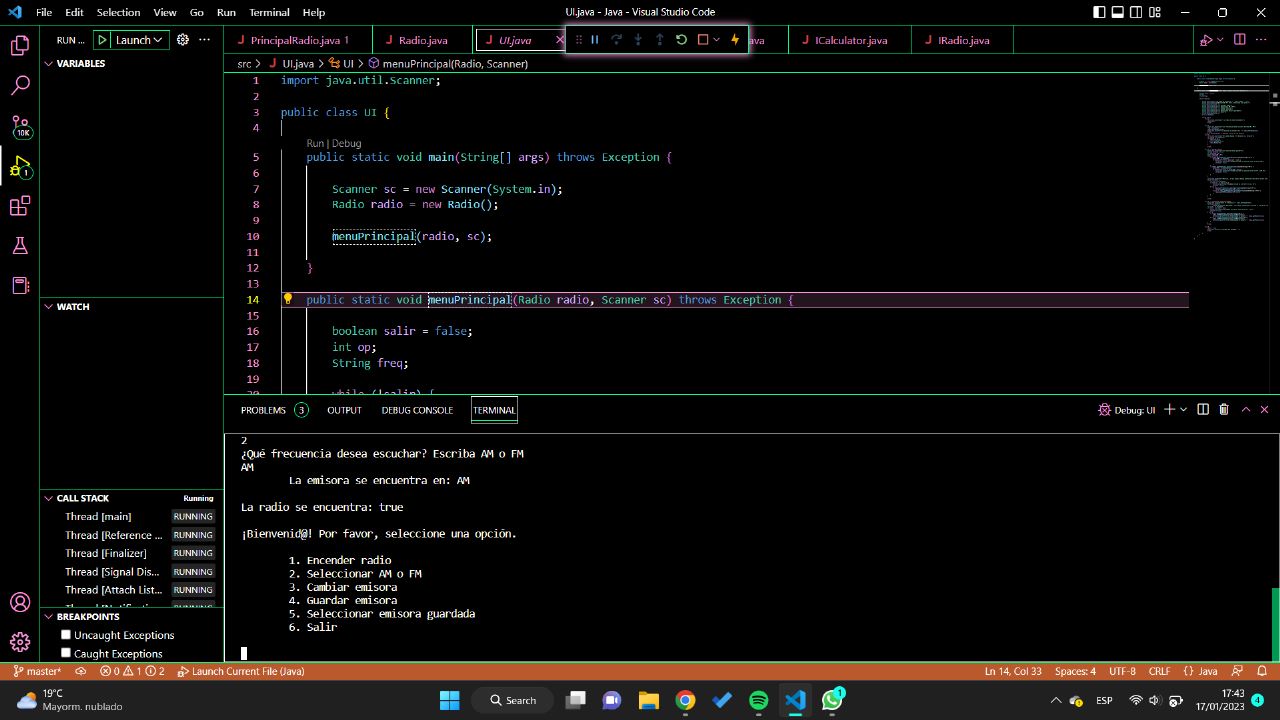 File Edit Selection View Go Run Terminal Help
UI.java - Java - Visual Studio Code
RUN ... Launch
PrincipalRadio.java 1 Radio.java UI.java ava ICalculator.java IRadio.java
src > UI.java > UI > menuPrincipal(Radio, Scanner)
VARIABLES
1 import java.util.Scanner;
2
3 public class UI {
4
Run | Debug
5 public static void main(String[] args) throws Exception {
6
7 Scanner sc = new Scanner(System.in);
8 Radio radio = new Radio();
9
10 menuPrincipal(radio, sc);
11
12 }
13
14 public static void menuPrincipal(Radio radio, Scanner sc) throws Exception {
16 boolean salir = false;
17 int op;
18 String freq;
19
20 while (!salir) {
10K
1
WATCH
CALL STACK Running
Thread [main] RUNNING
Thread [Reference ... RUNNING
Thread [Finalizer] RUNNING
Thread [Signal Dis... RUNNING
Thread [Attach List... RUNNING
BREAKPOINTS
Uncaught Exceptions
Caught Exceptions
PROBLEMS 3 OUTPUT DEBUG CONSOLE TERMINAL
Debug: UI
2
¿Qué frecuencia desea escuchar? Escriba AM o FM
AM
La emisora se encuentra en: AM
La radio se encuentra: true
¡Bienvenid@! Por favor, seleccione una opción.
1. Encender radio
2. Seleccionar AM o FM
3. Cambiar emisora
4. Guardar emisora
5. Seleccionar emisora guardada
6. Salir
master* 0 1 2 Launch Current File (Java)
Ln 14, Col 33 Spaces: 4 UTF-8 CRLF {} Java
19°C
Mayorm. nublado
Search
1
ESP
17:43
17/01/2023
4